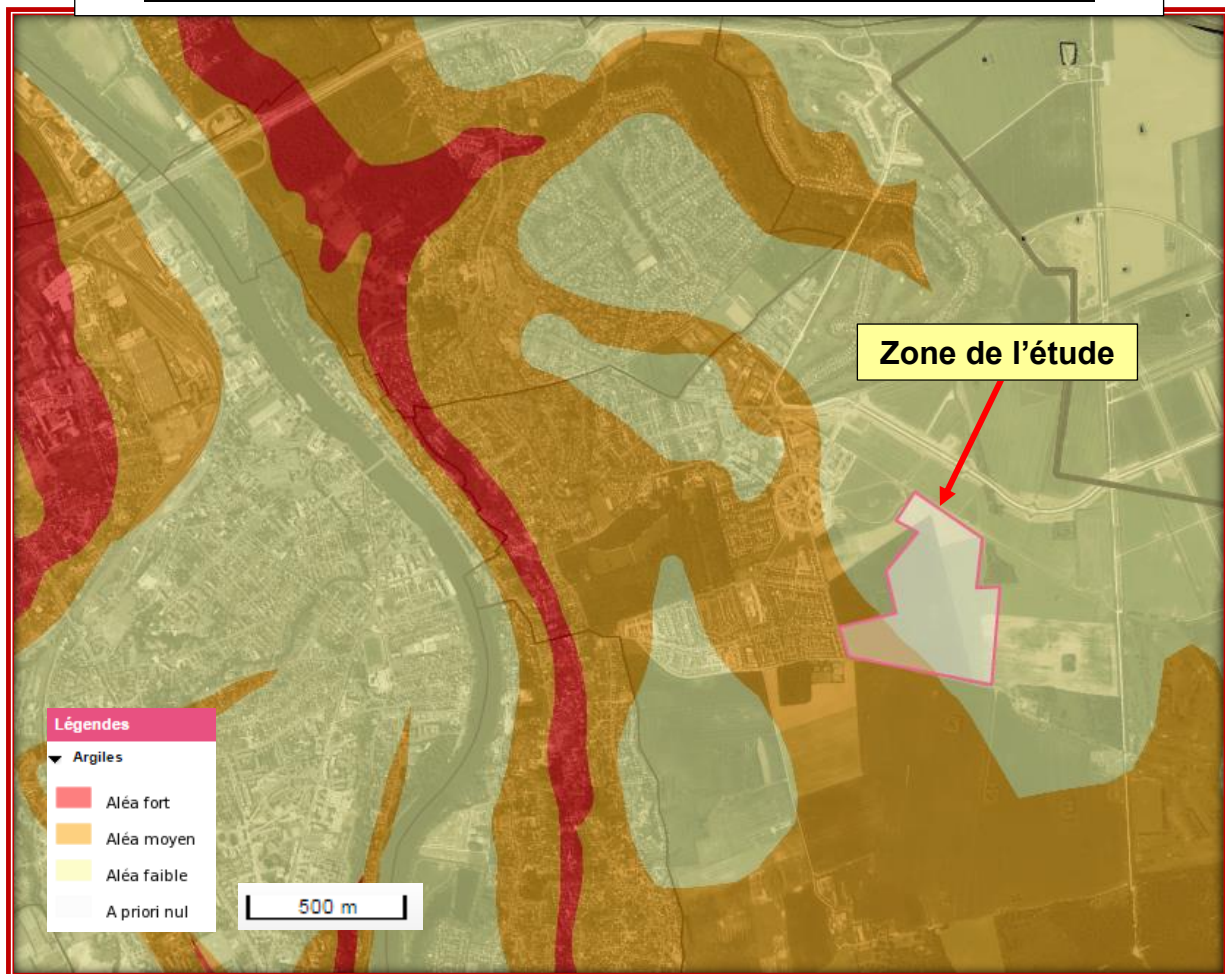 Zone de l'étude
Légendes
Argiles
Aléa fort
Aléa moyen
Aléa faible
A priori nul
500 m